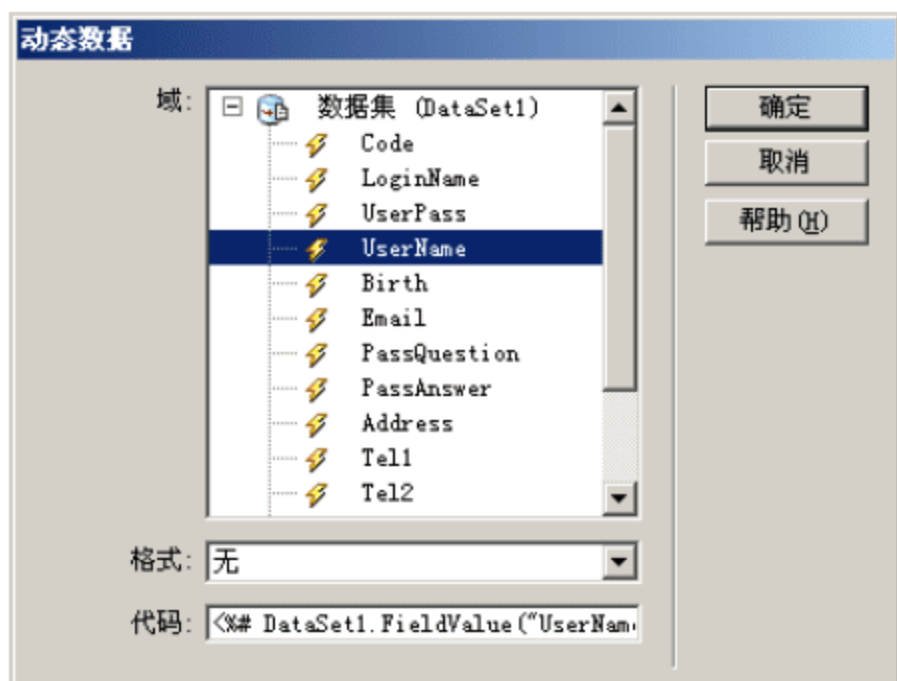 动态数据
域:
数据集 (DataSet1)
Code
LoginName
UserPass
UserName
Birth
Email
PassQuestion
PassAnswer
Address
Tel1
Tel2
格式: 无
代码: <%# DataSet1.FieldValue("UserNam
确定
取消
帮助(H)